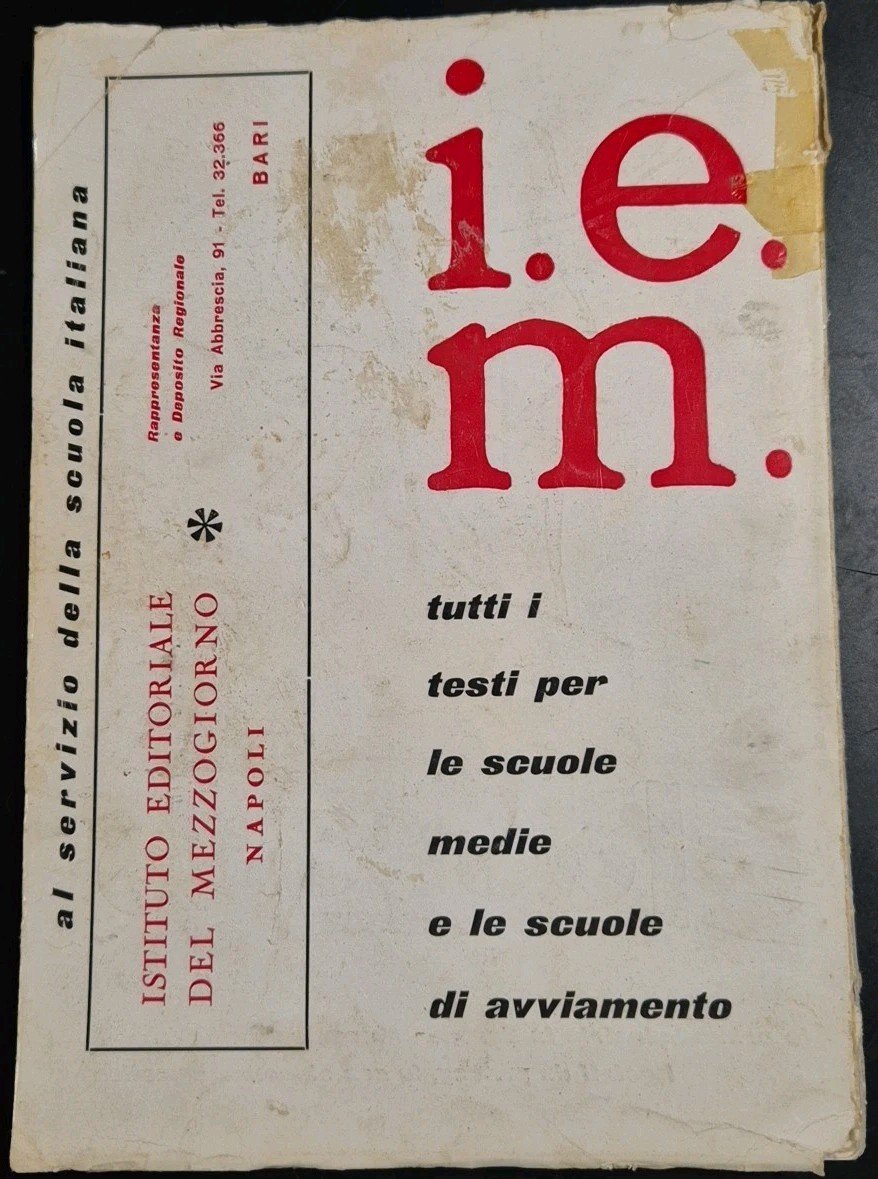 i.e.
m.
tutti i
testi per
le scuole
medie
e le scuole
di avviamento
al servizio della scuola italiana
ISTITUTO EDITORIALE
DEL MEZZOGIORNO
NAPOLI
Rappresentanza
e Deposito Regionale
Via Abbrescia, 91 - Tel. 32.366
BARI